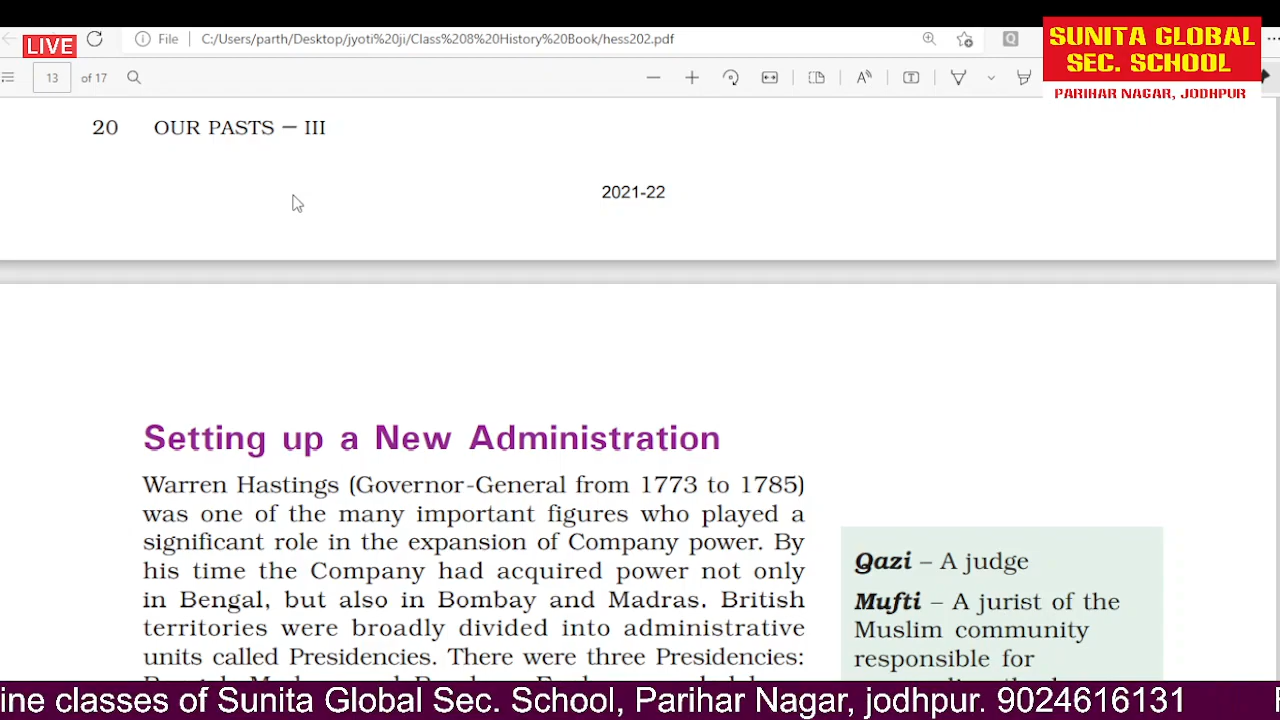 LIVE
File
C:/Users/parth/Desktop/jyoti%20ji/Class%208%20History%20Book/hess202.pdf
SUNITA GLOBAL
SEC. SCHOOL
PARIHAR NAGAR, JODHPUR
13 of 17
20 OUR PASTS – III
2021-22
Setting up a New Administration
Warren Hastings (Governor-General from 1773 to 1785)
was one of the many important figures who played a
significant role in the expansion of Company power. By
his time the Company had acquired power not only
in Bengal, but also in Bombay and Madras. British
territories were broadly divided into administrative
units called Presidencies. There were three Presidencies:
Qazi – A judge
Mufti – A jurist of the
Muslim community
responsible for
ine classes of Sunita Global Sec. School, Parihar Nagar, jodhpur. 9024616131